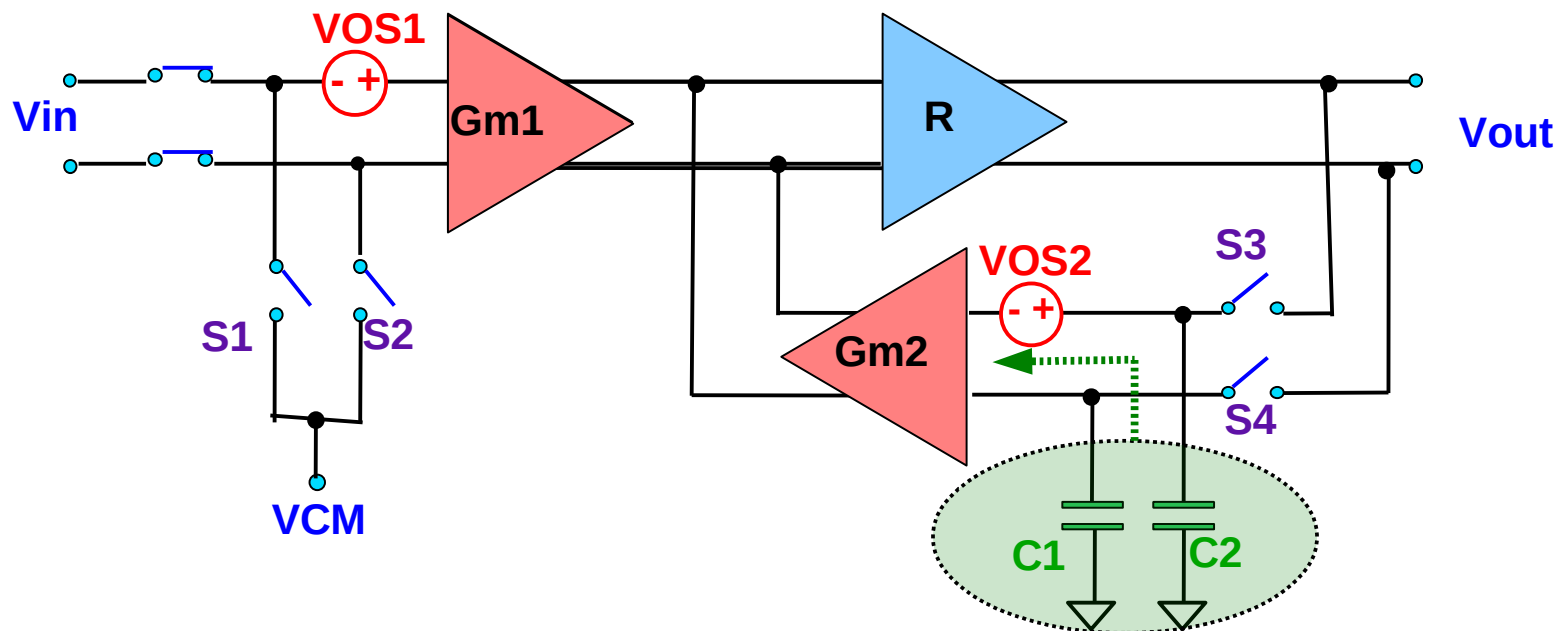 VOS1
- +
Vin
Gm1
R
Vout
VOS2
- +
S3
Gm2
S1
S2
S4
VCM
C1
C2